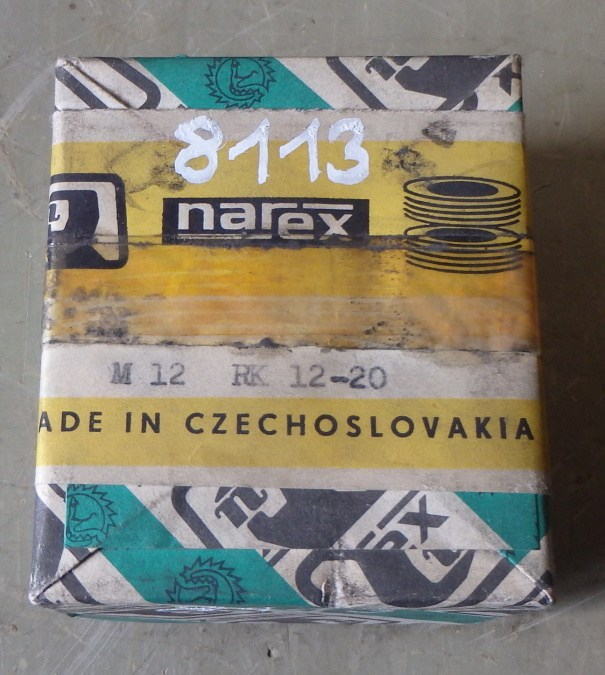 8113
narex
M 12 RK 12-20
ADE IN CZECHOSLOVAKIA